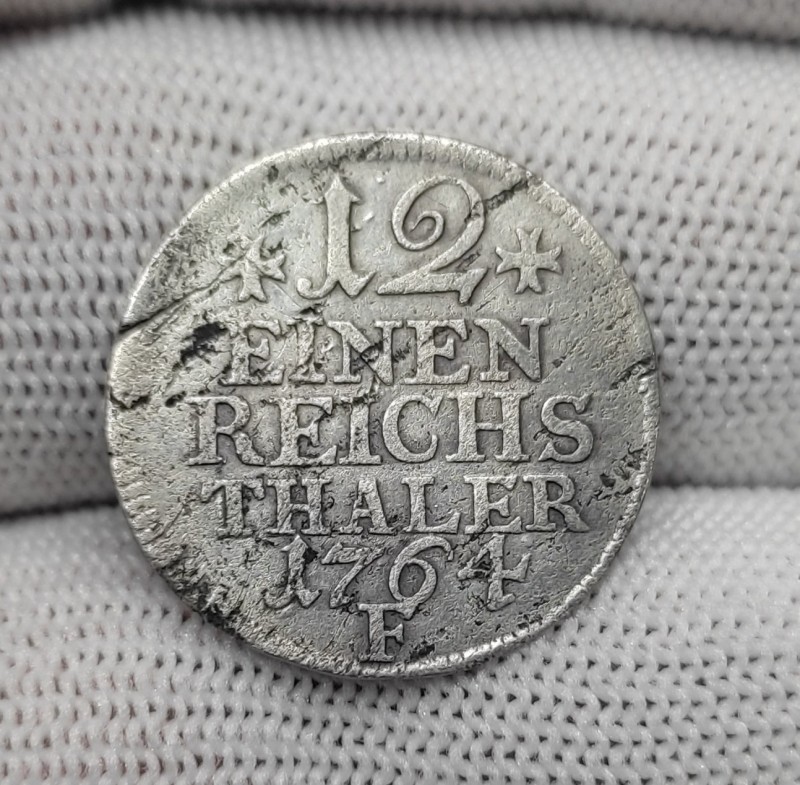 12
EINEN
REICHS
THALER
1764
F